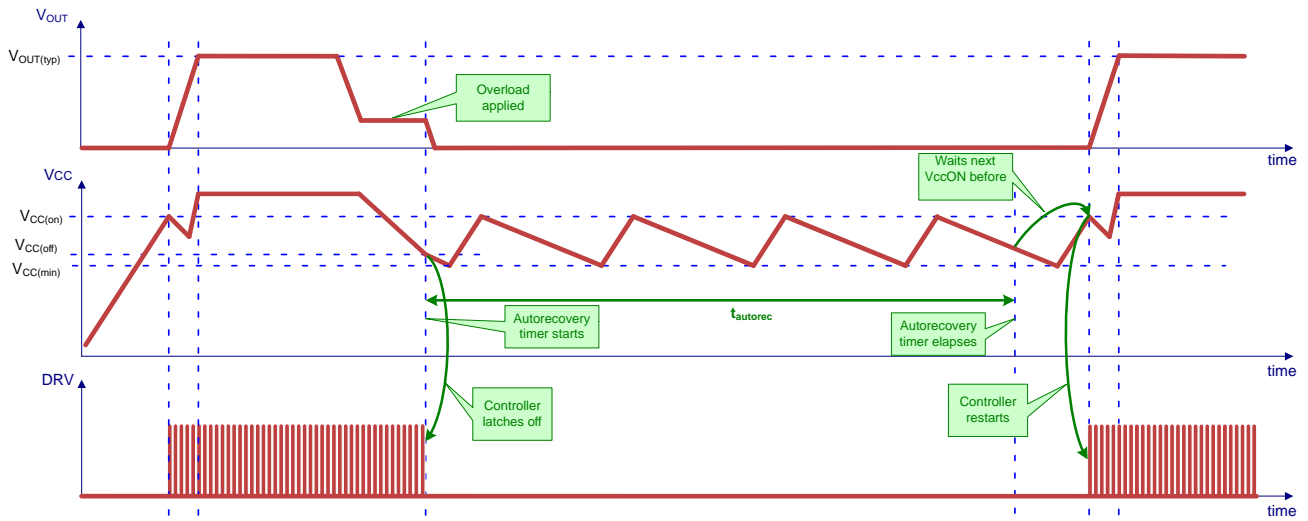 VOUT
VOUT(typ)
Overload
applied
time
VCC
Waits next
VccON before
VCC(on)
VCC(off)
VCC(min)
tautorec
Autorecovery
timer starts
Autorecovery
timer elapses
time
DRV
Controller
latches off
Controller
restarts
time